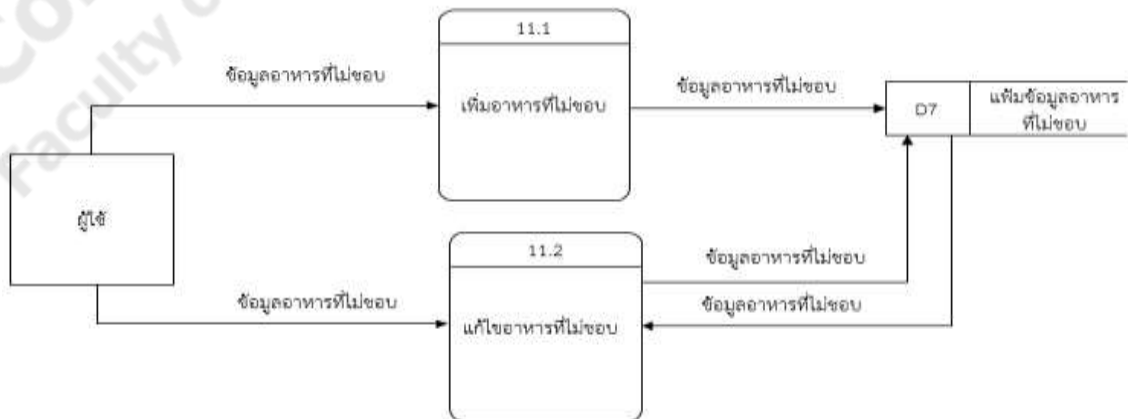 Faculty
11.1
ข้อมูลอาหารที่ไม่ชอบ
เพิ่มอาหารที่ไม่ชอบ
ข้อมูลอาหารที่ไม่ชอบ
D7
แฟ้มข้อมูลอาหาร
ที่ไม่ชอบ
ผู้ใช้
11.2
ข้อมูลอาหารที่ไม่ชอบ
แก้ไขอาหารที่ไม่ชอบ
ข้อมูลอาหารที่ไม่ชอบ
ข้อมูลอาหารที่ไม่ชอบ